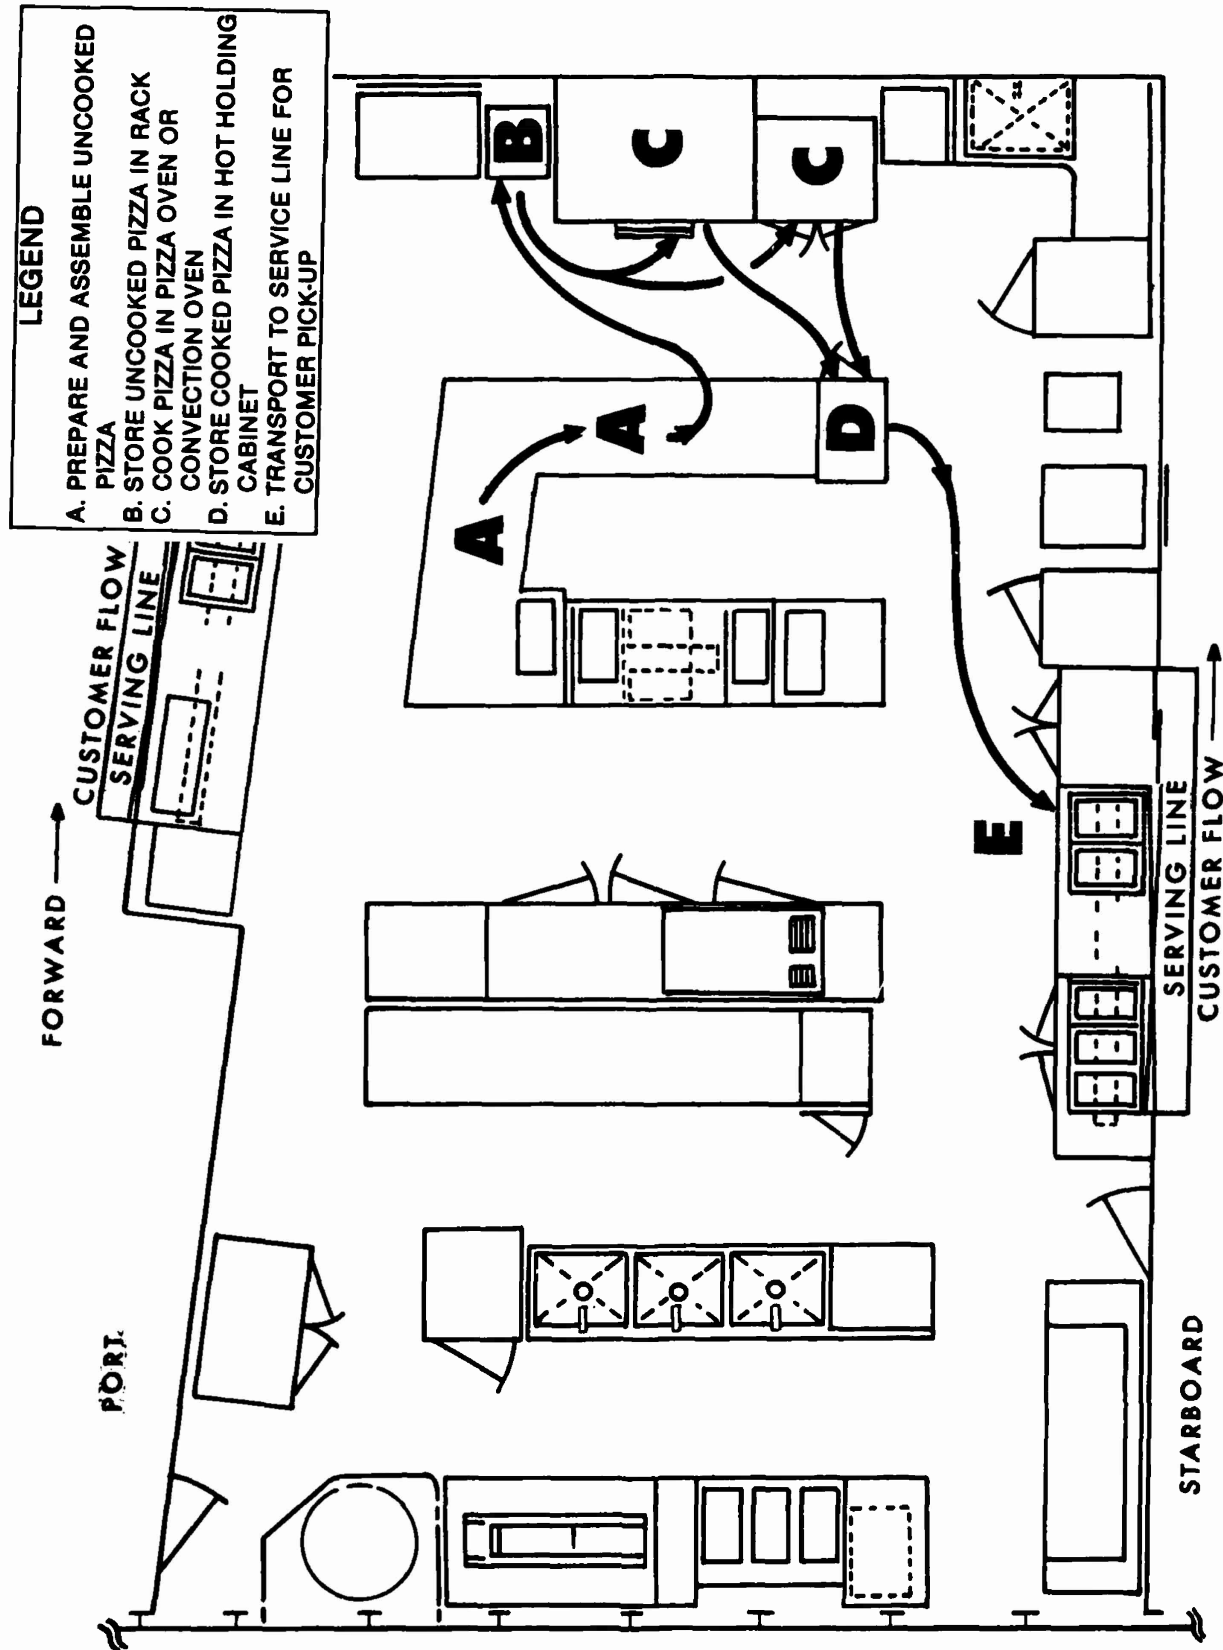 LEGEND
A. PREPARE AND ASSEMBLE UNCOOKED
PIZZA
B. STORE UNCOOKED PIZZA IN RACK
C. COOK PIZZA IN PIZZA OVEN OR
CONVECTION OVEN
D. STORE COOKED PIZZA IN HOT HOLDING
CABINET
E. TRANSPORT TO SERVICE LINE FOR
CUSTOMER PICK-UP
FORWARD
CUSTOMER FLOW
SERVING LINE
PORT
A
A
B
C
C
D
E
SERVING LINE
CUSTOMER FLOW
STARBOARD